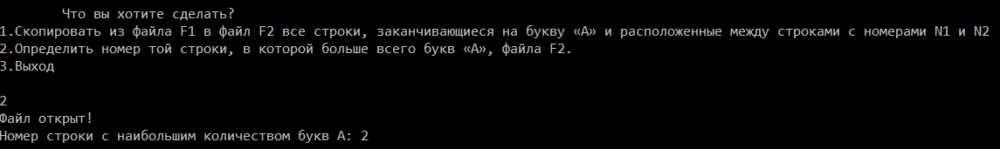 Что вы хотите сделать?
1.Скопировать из файла F1 в файл F2 все строки, заканчивающиеся на букву «А» и расположенные между строками с номерами N1 и N2
2.Определить номер той строки, в которой больше всего букв «А», файла F2.
3.Выход
2
Файл открыт!
Номер строки с наибольшим количеством букв А: 2